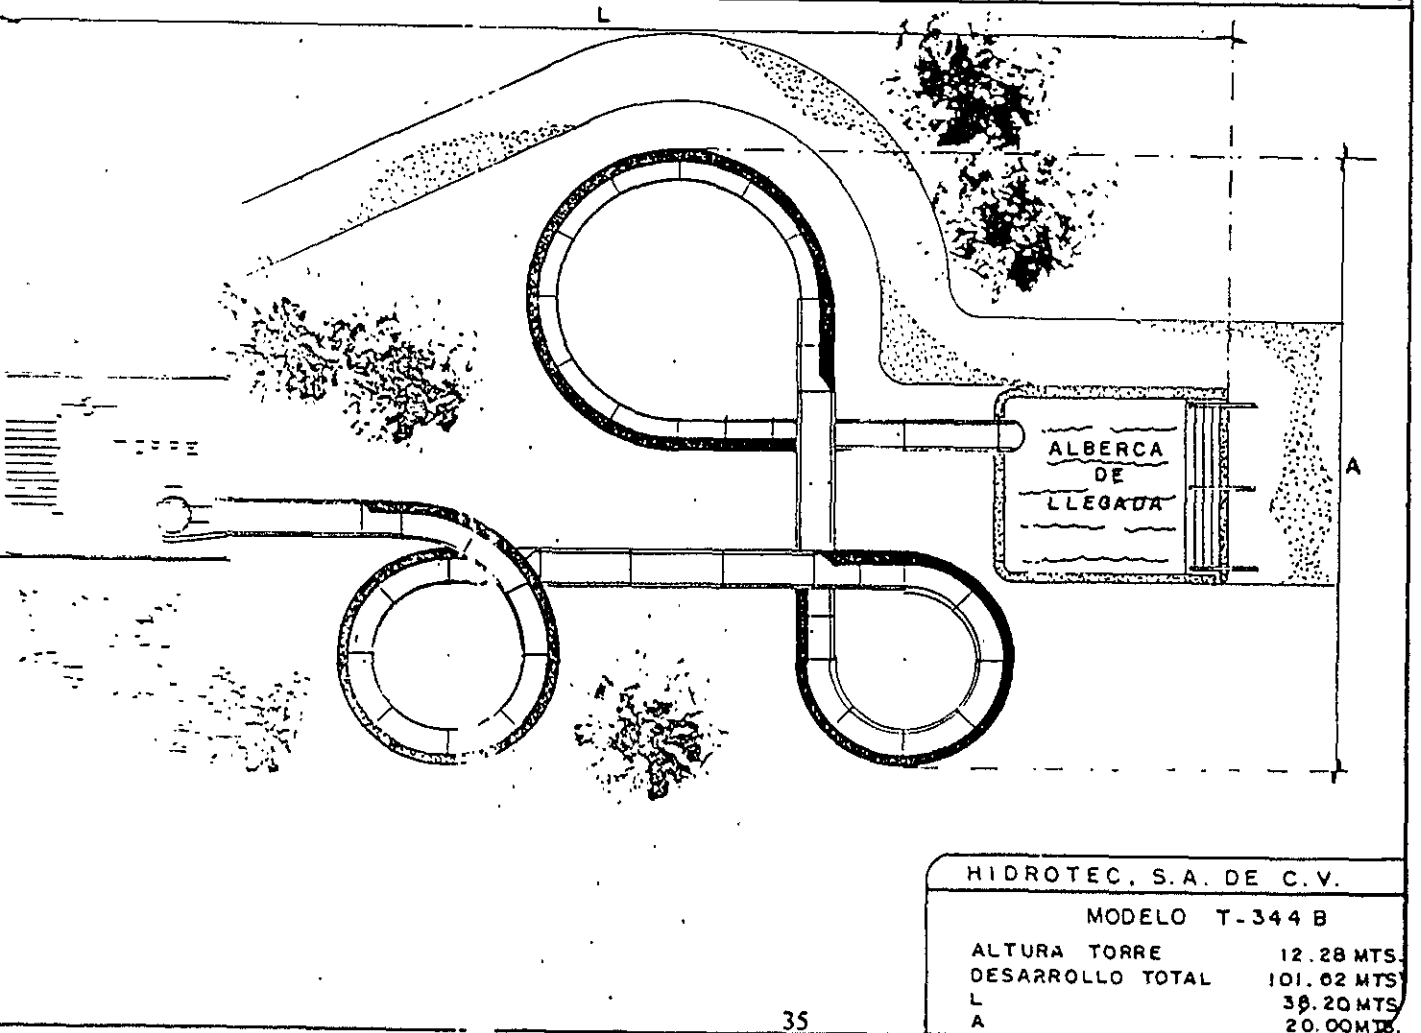 L
ALBERCA
DE
LLEGADA
A
HIDROTEC, S.A. DE C.V.
MODELO T-344 B
ALTURA TORRE 12.28 MTS.
DESARROLLO TOTAL 101.62 MTS
L 38.20 MTS
A 20.00 MTS.
35